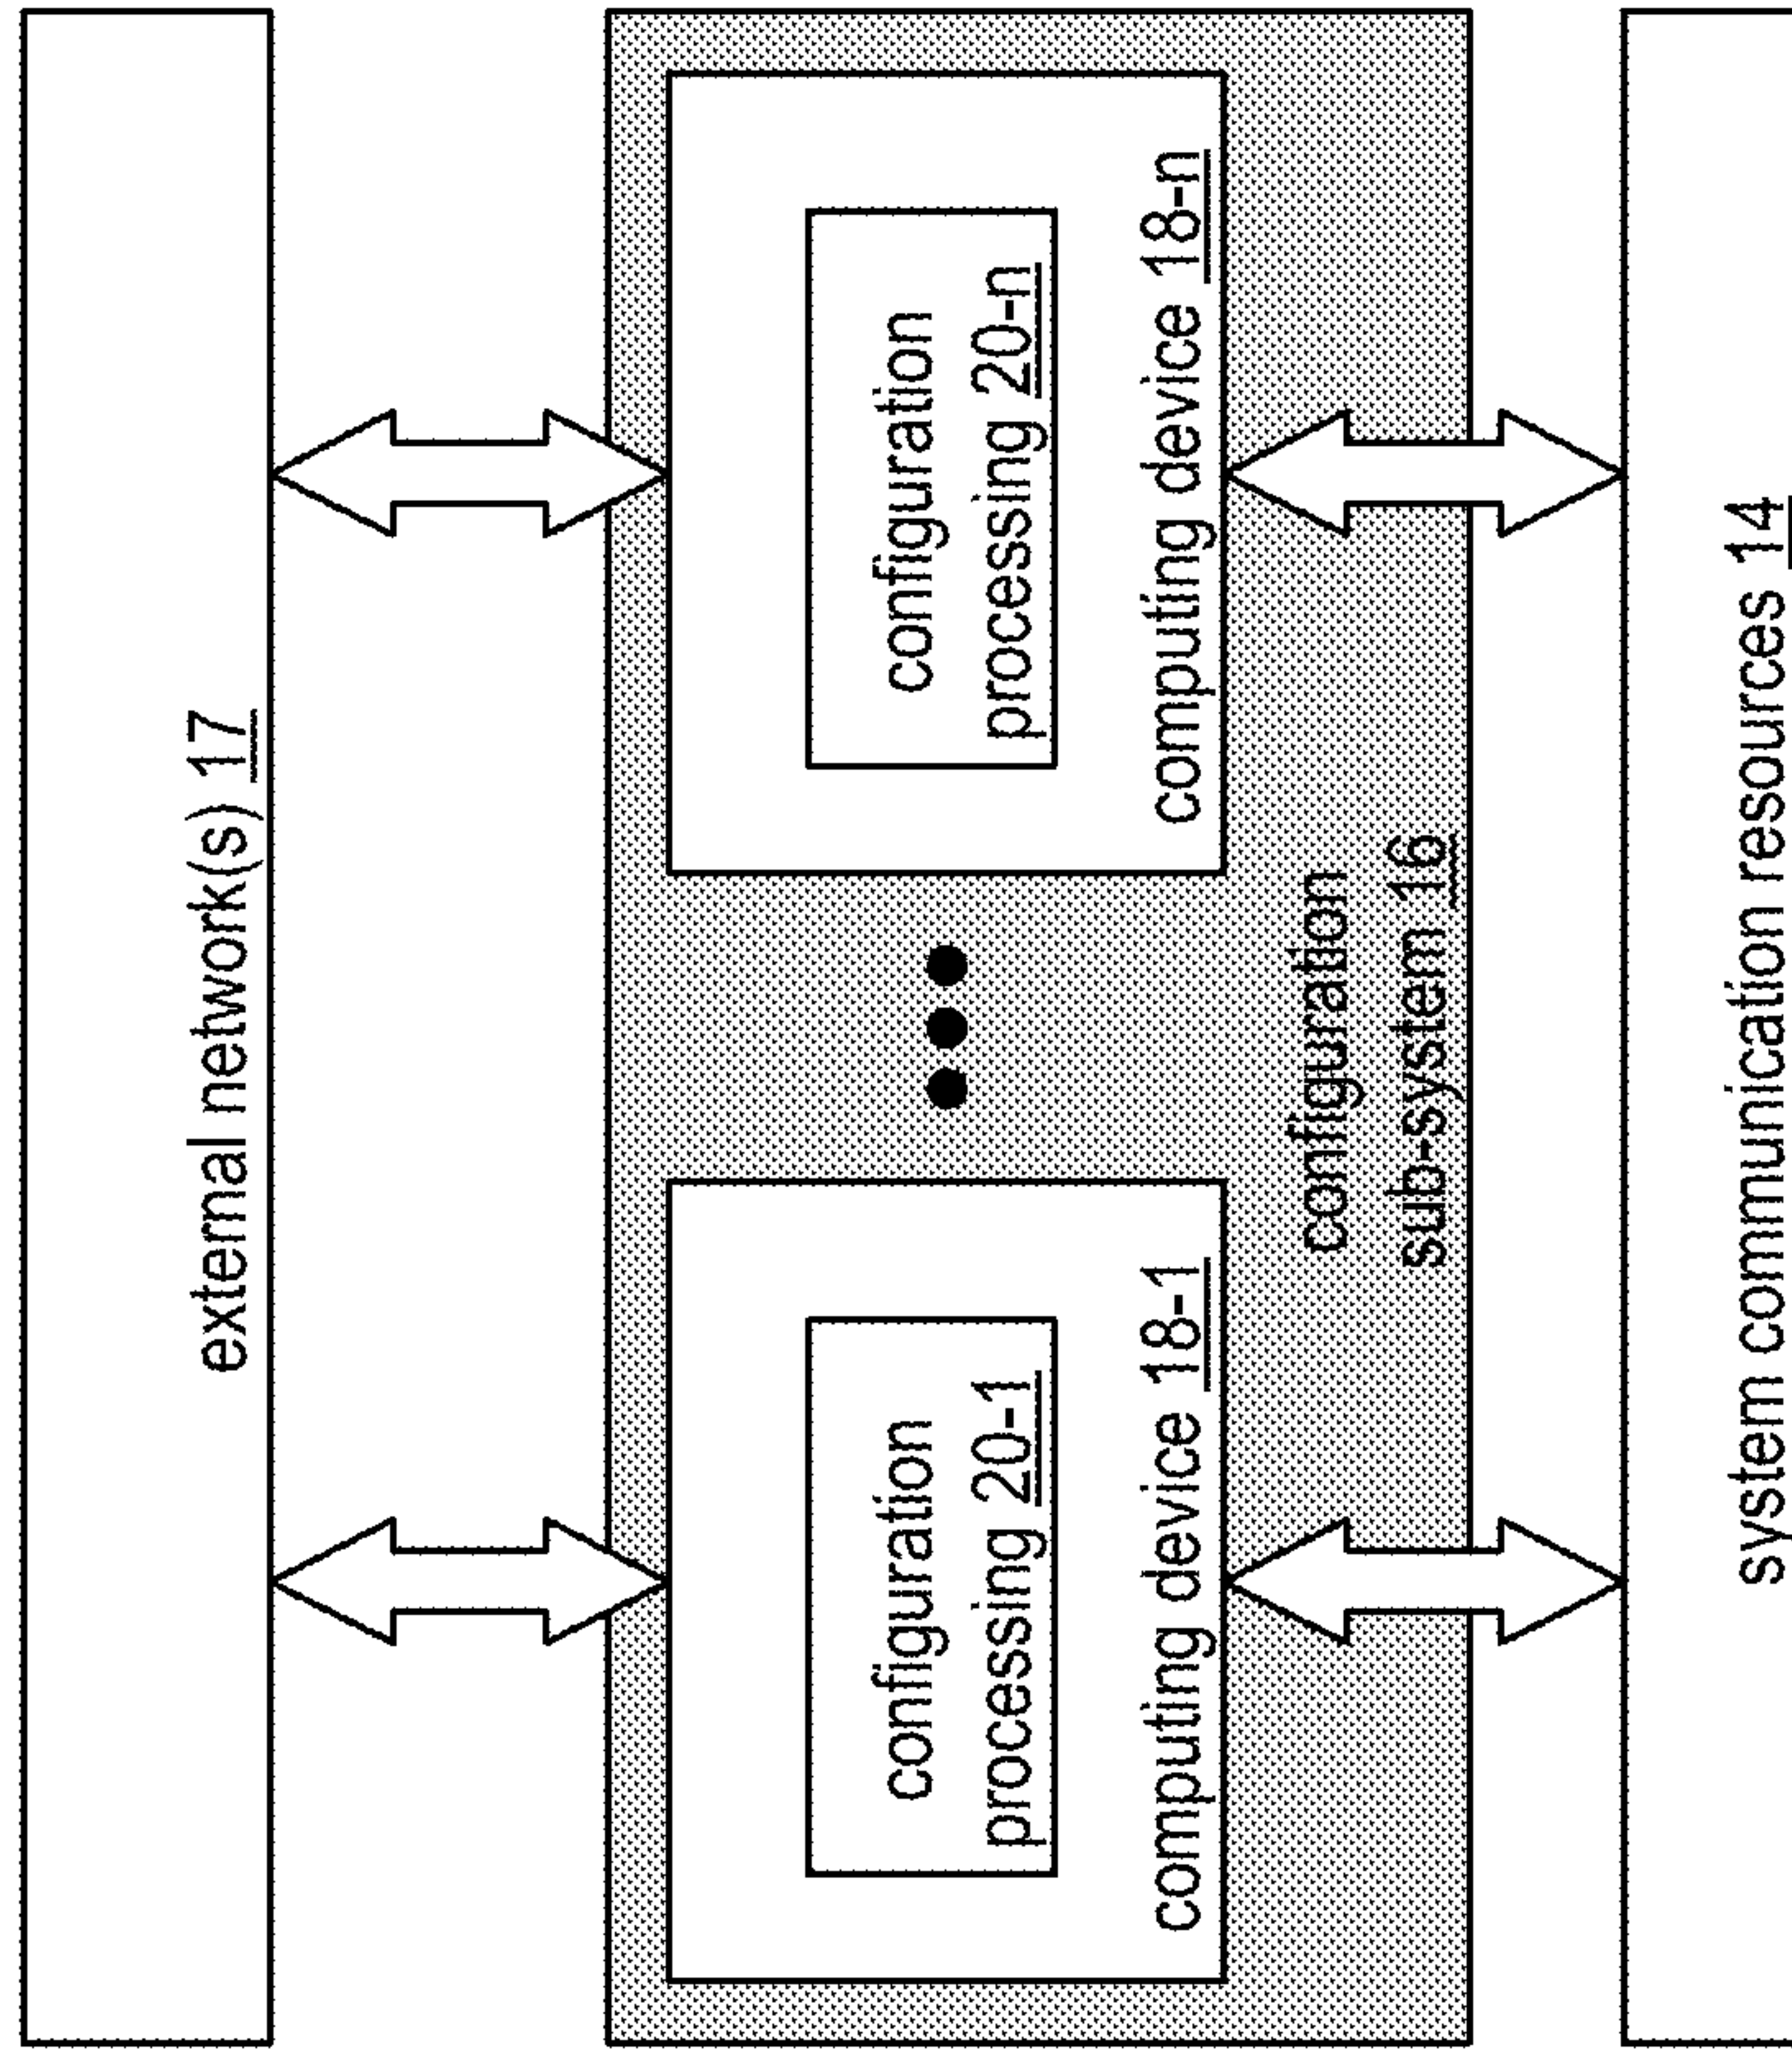 external network(s) 17
configuration
processing 20-1
computing device 18-1
configuration
processing 20-n
computing device 18-n
configuration
sub-system 16
system communication resources 14